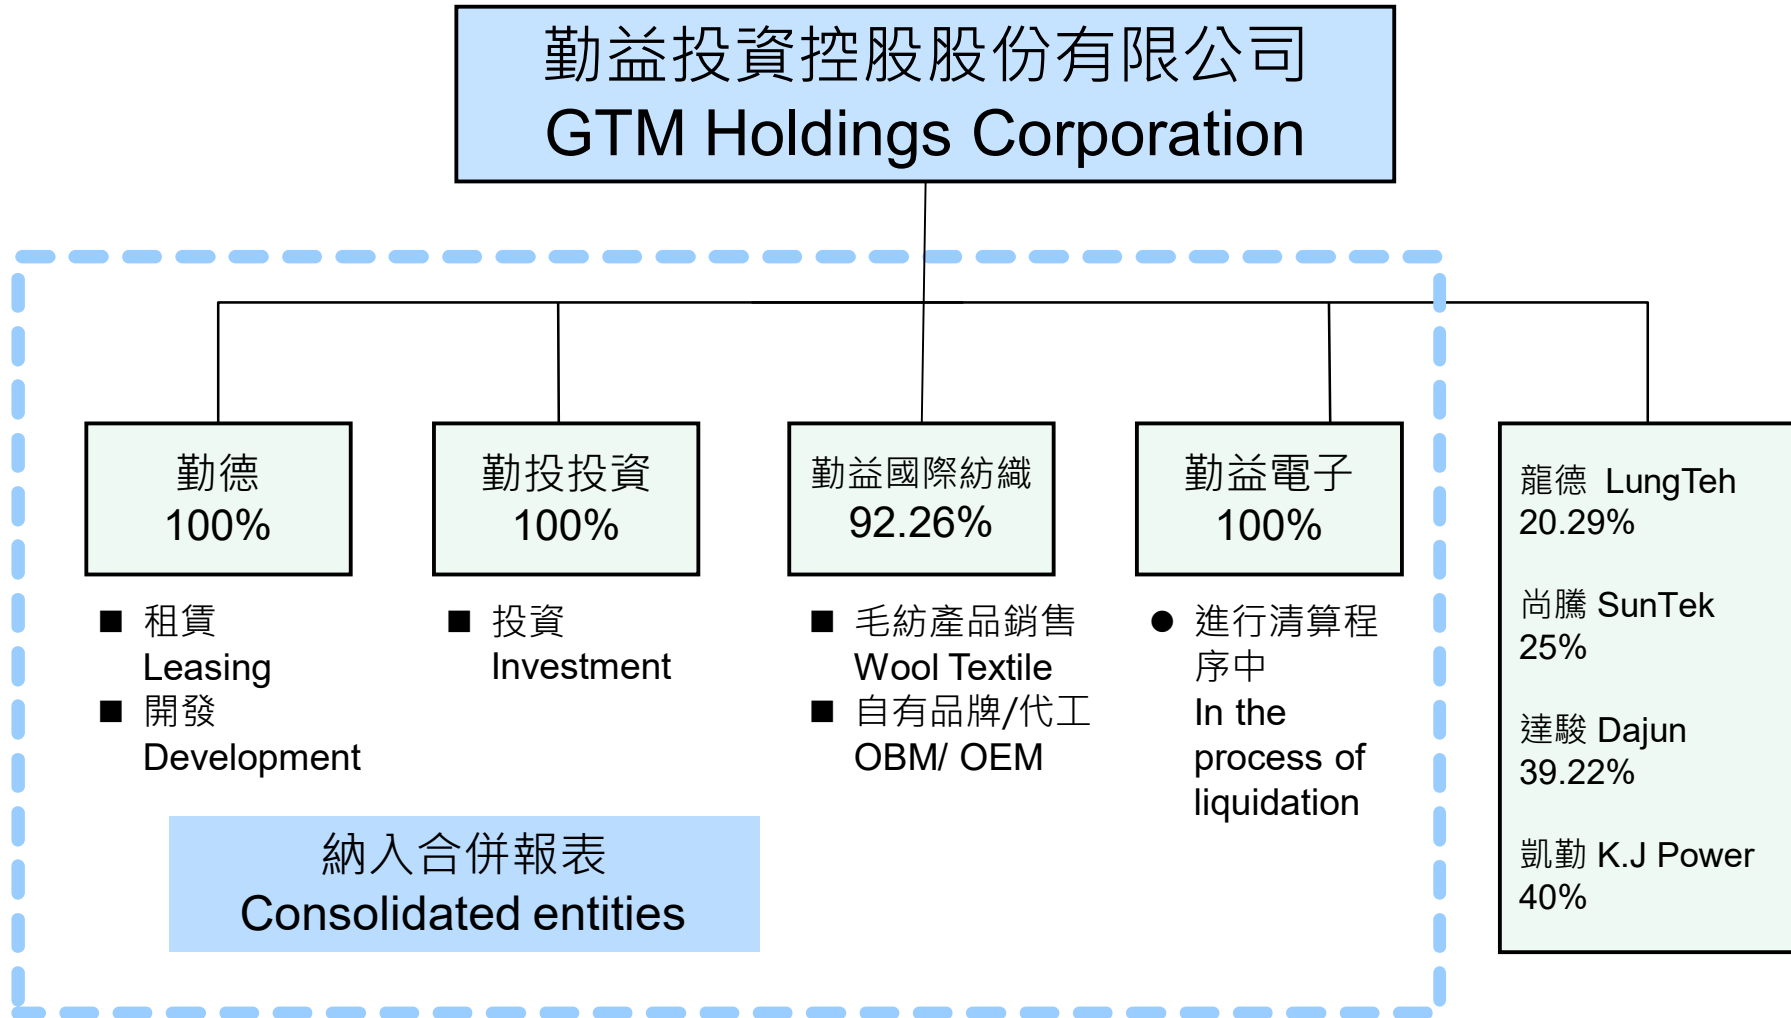 勤益投資控股股份有限公司
GTM Holdings Corporation
勤德
100%
勤投投資
100%
勤益國際紡織
92.26%
勤益電子
100%
■ 租賃
Leasing
■ 開發
Development
■ 投資
Investment
■ 毛紡產品銷售
Wool Textile
■ 自有品牌/代工
OBM/ OEM
● 進行清算程
序中
In the
process of
liquidation
龍德 LungTeh
20.29%
尚騰 SunTek
25%
達駿 Dajun
39.22%
凱勤 K.J Power
40%
納入合併報表
Consolidated entities